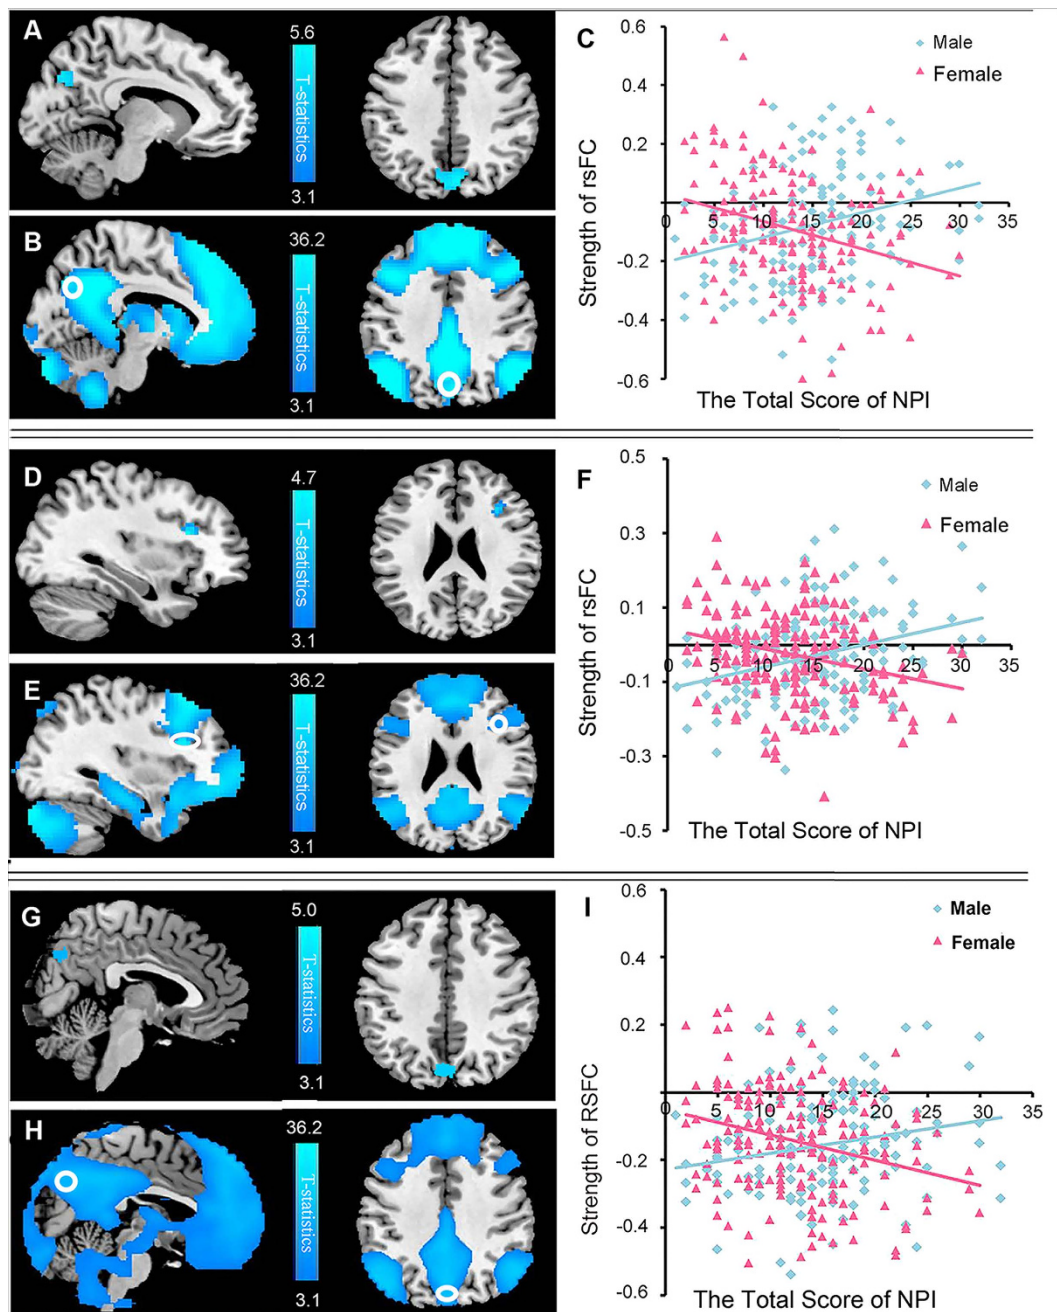 A
5.6
T-statistics
3.1
B
36.2
T-statistics
3.1
C
Male
Female
0.6
0.4
0.2
0
-0.2
-0.4
-0.6
0 5 10 15 20 25 30 35
Strength of rsFC
The Total Score of NPI
D
4.7
T-statistics
3.1
E
36.2
T-statistics
3.1
F
Male
Female
0.5
0.3
0.1
-0.1
-0.3
-0.5
0 5 10 15 20 25 30 35
Strength of rsFC
The Total Score of NPI
G
5.0
T-statistics
3.1
H
36.2
T-statistics
3.1
I
Male
Female
0.6
0.4
0.2
0
-0.2
-0.4
-0.6
0 5 10 15 20 25 30 35
Strength of RSFC
The Total Score of NPI